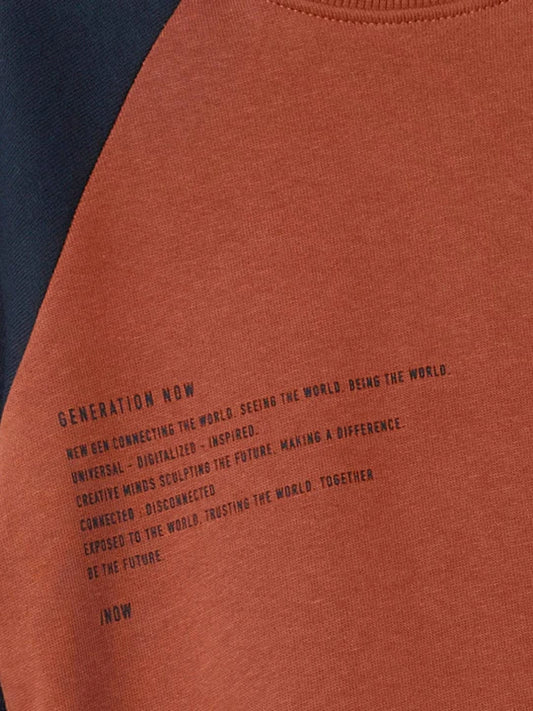 GENERATION NOW
NEW GEN CONNECTING THE WORLD. SEEING THE WORLD. BEING THE WORLD.
UNIVERSAL - DIGITALIZED - INSPIRED.
CREATIVE MINDS SCULPTING THE FUTURE. MAKING A DIFFERENCE.
CONNECTED : DISCONNECTED
EXPOSED TO THE WORLD. TRUSTING THE WORLD. TOGETHER
BE THE FUTURE.
/NOW